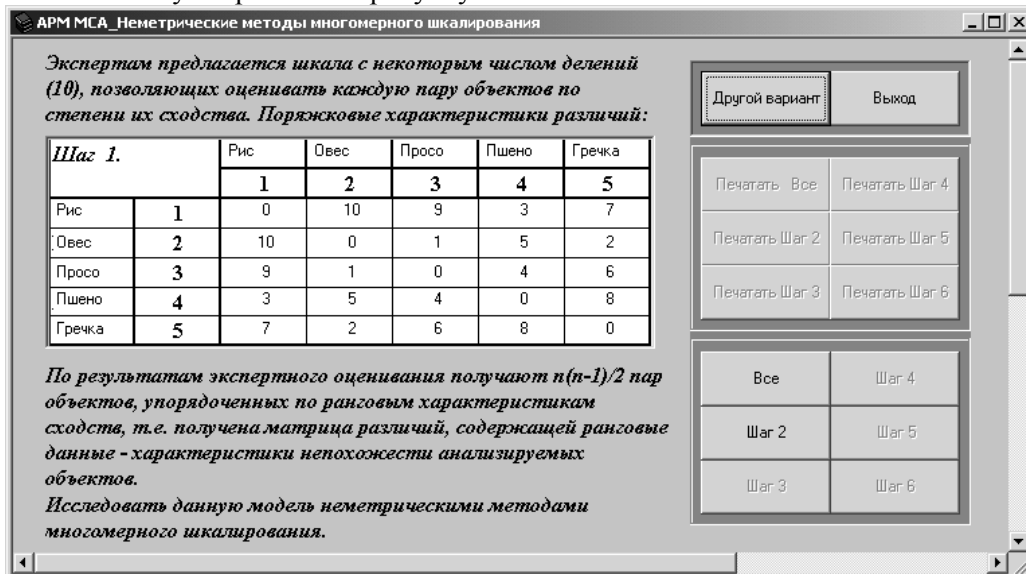 АРМ МСА_Неметрические методы многомерного шкалирования
Экспертам предлагается шкала с некоторым числом делений
(10), позволяющих оценивать каждую пару объектов по
степени их сходства. Поряжковые характеристики различий:
Шаг 1. Рис Овес Просо Пшено Гречка
1 2 3 4 5
Рис 1 0 10 9 3 7
Овес 2 10 0 1 5 2
Просо 3 9 1 0 4 6
Пшено 4 3 5 4 0 8
Гречка 5 7 2 6 8 0
По результатам экспертного оценивания получают n(n-1)/2 пар
объектов, упорядоченных по ранговым характеристикам
сходств, т.е. получена матрица различий, содержащей ранговые
данные - характеристики непохожести анализируемых
объектов.
Исследовать данную модель неметрическими методами
многомерного шкалирования.
Другой вариант Выход
Печатать Все Печатать Шаг 4
Печатать Шаг 2 Печатать Шаг 5
Печатать Шаг 3 Печатать Шаг 6
Все Шаг 4
Шаг 2 Шаг 5
Шаг 3 Шаг 6